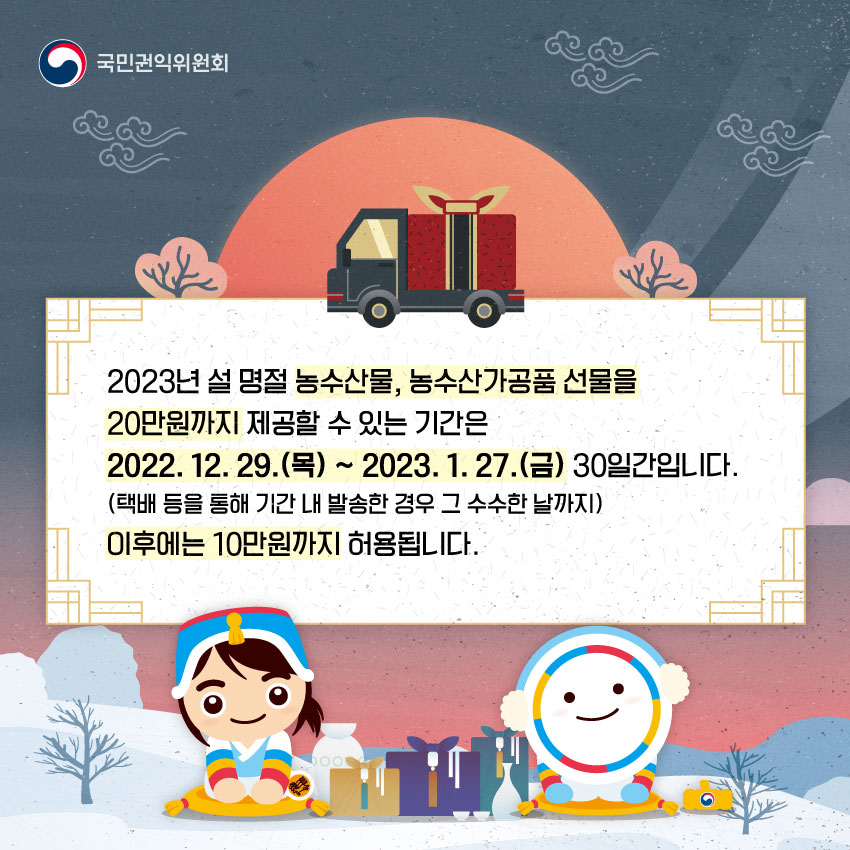 국민권익위원회
2023년 설 명절 농수산물, 농수산가공품 선물을
20만원까지 제공할 수 있는 기간은
2022. 12. 29.(목) ~ 2023. 1. 27.(금) 30일간입니다.
(택배 등을 통해 기간 내 발송한 경우 그 수수한 날까지)
이후에는 10만원까지 허용됩니다.